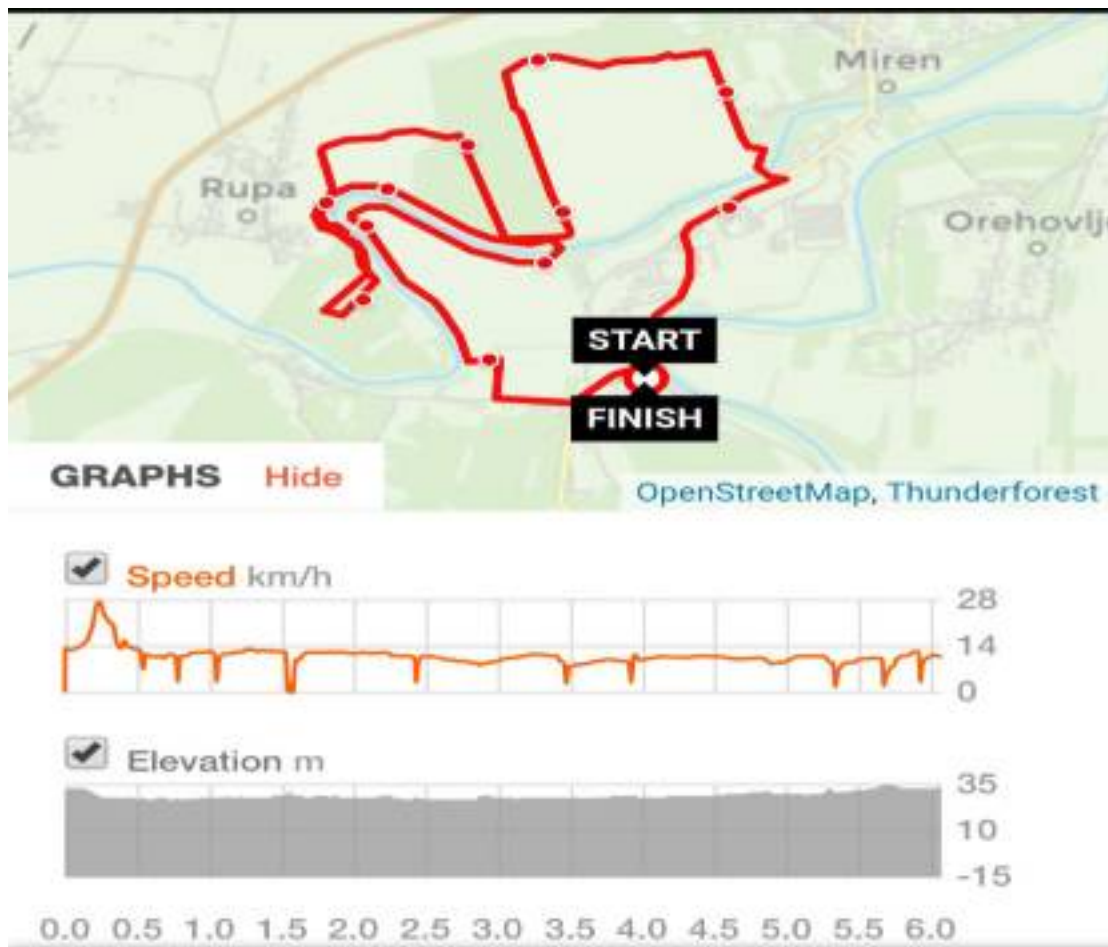 Miren
Rupa
Orehovlj
START
FINISH
GRAPHS Hide
OpenStreetMap, Thunderforest
Speed km/h
28
14
0
Elevation m
35
10
-15
0.0 0.5 1.0 1.5 2.0 2.5 3.0 3.5 4.0 4.5 5.0 5.5 6.0